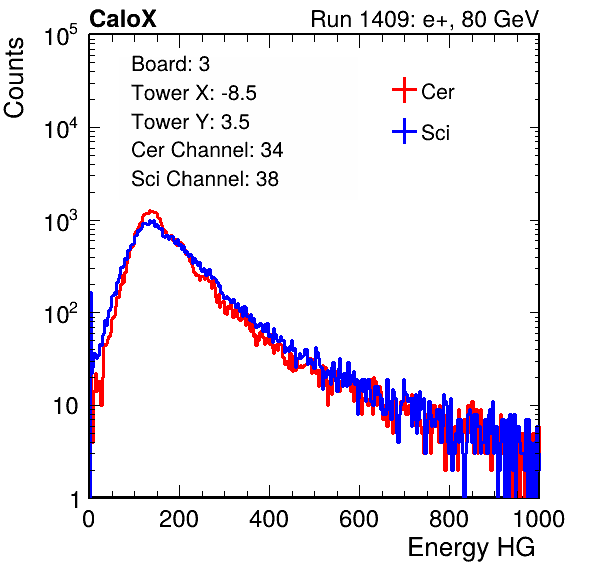 CaloX Run 1409: e+, 80 GeV
Counts
10^5
10^4
10^3
10^2
10
1
Board: 3
Tower X: -8.5
Tower Y: 3.5
Cer Channel: 34
Sci Channel: 38
Cer
Sci
0 200 400 600 800 1000
Energy HG